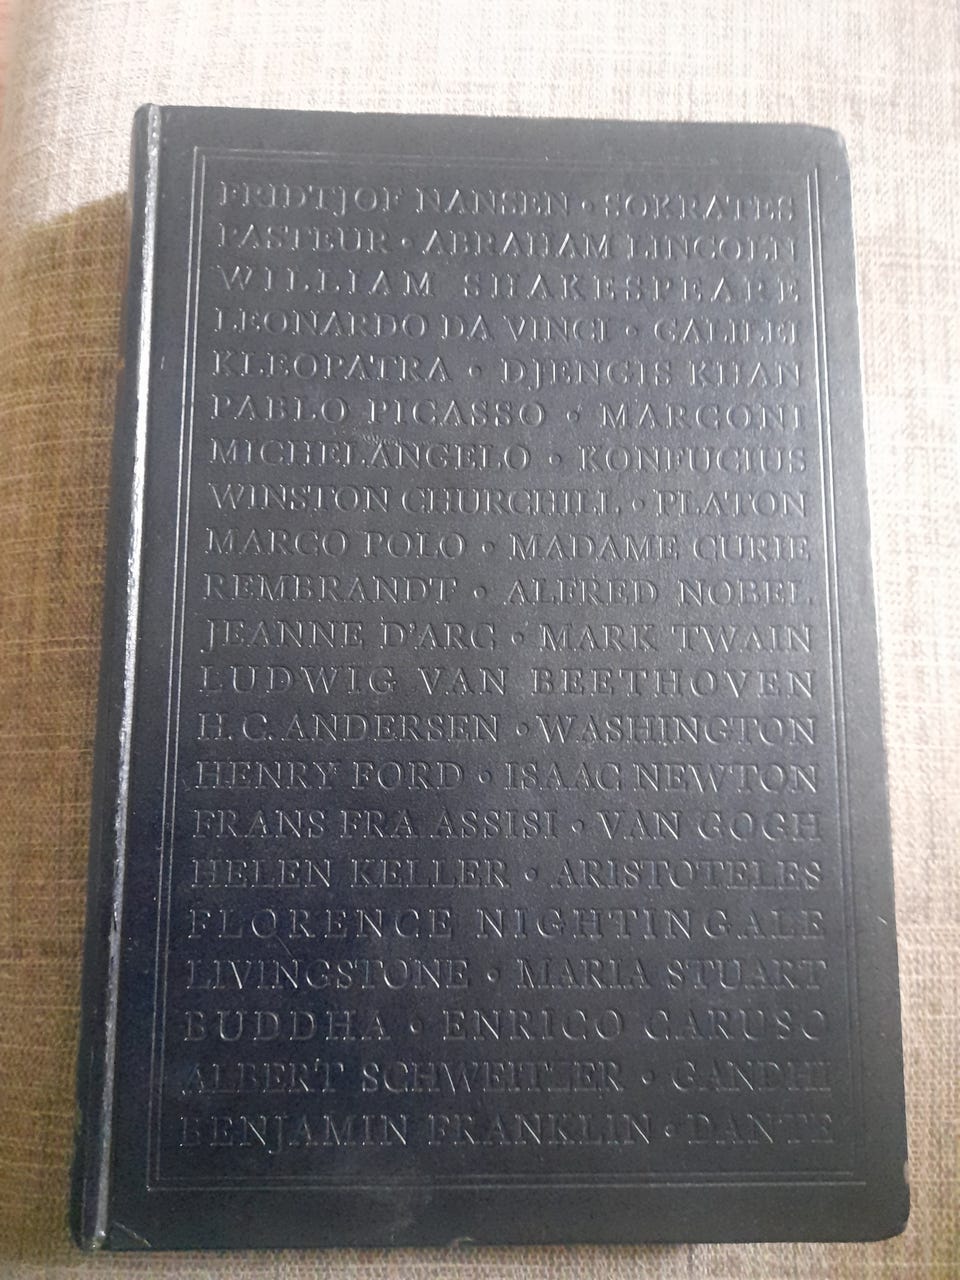 FRIDTJOF NANSEN · SOKRATES
PASTEUR · ABRAHAM LINCOLN
WILLIAM SHAKESPEARE
LEONARDO DA VINCI · GALILEI
KLEOPATRA · DJENGIS KHAN
PABLO PICASSO · MARCONI
MICHELANGELO · KONFUCIUS
WINSTON CHURCHILL · PLATON
MARCO POLO · MADAME CURIE
REMBRANDT · ALFRED NOBEL
JEANNE D'ARC · MARK TWAIN
LUDWIG VAN BEETHOVEN
H. C. ANDERSEN · WASHINGTON
HENRY FORD · ISAAC NEWTON
FRANS FRA ASSISI · VAN GOGH
HELEN KELLER · ARISTOTELES
FLORENCE NIGHTINGALE
LIVINGSTONE · MARIA STUART
BUDDHA · ENRICO CARUSO
ALBERT SCHWEITZER · GANDHI
BENJAMIN FRANKLIN · DANTE